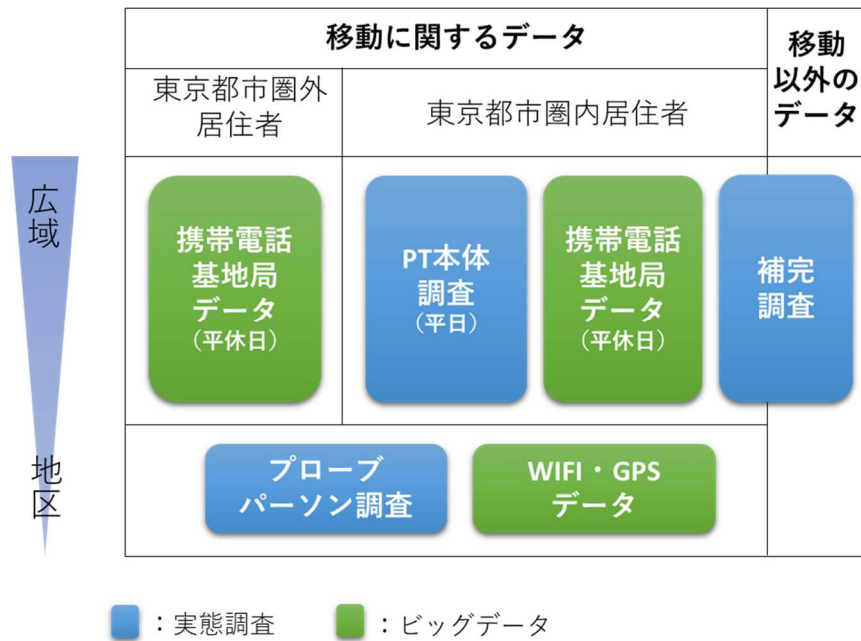 移動に関するデータ
移動
以外の
データ
東京都市圏外
居住者
東京都市圏内居住者
広域
携帯電話
基地局
データ
（平休日）
PT本体
調査
（平日）
携帯電話
基地局
データ
（平休日）
補完
調査
地区
プローブ
パーソン調査
WIFI・GPS
データ
：実態調査
：ビッグデータ